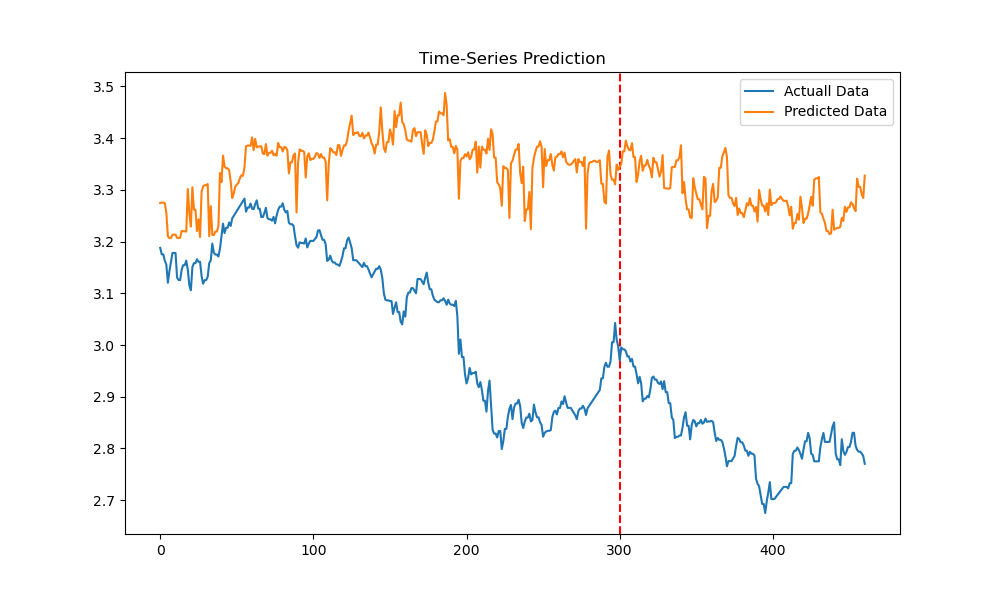 Time-Series Prediction
Actuall Data
Predicted Data
3.5
3.4
3.3
3.2
3.1
3.0
2.9
2.8
2.7
0 100 200 300 400